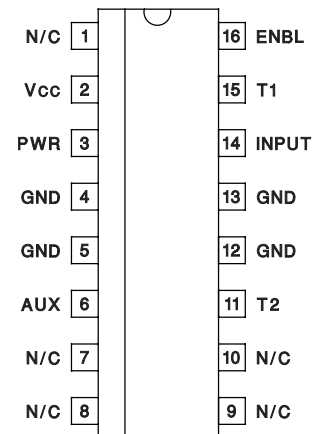 N/C 1 16 ENBL
Vcc 2 15 T1
PWR 3 14 INPUT
GND 4 13 GND
GND 5 12 GND
AUX 6 11 T2
N/C 7 10 N/C
N/C 8 9 N/C